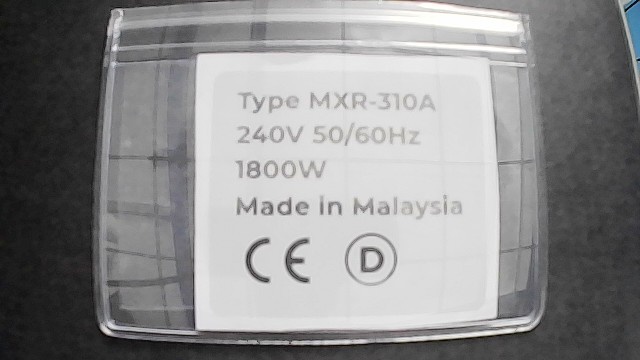 Type MXR-310A
240V 50/60Hz
1800W
Made in Malaysia
CE D